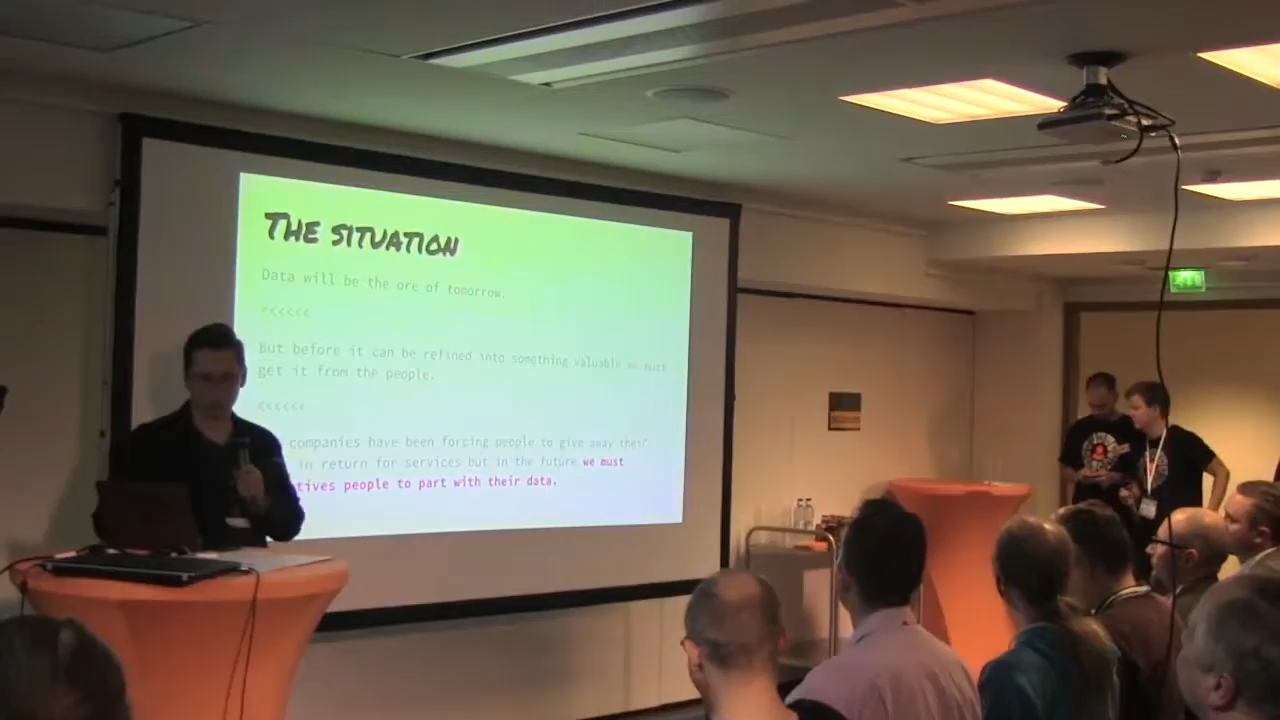 THE SITUATION
Data will be the ore of tomorrow.
<<<<<<
But before it can be refined into something valuable we must
get it from the people.
<<<<<<
companies have been forcing people to give away their
in return for services but in the future we must
tives people to part with their data.